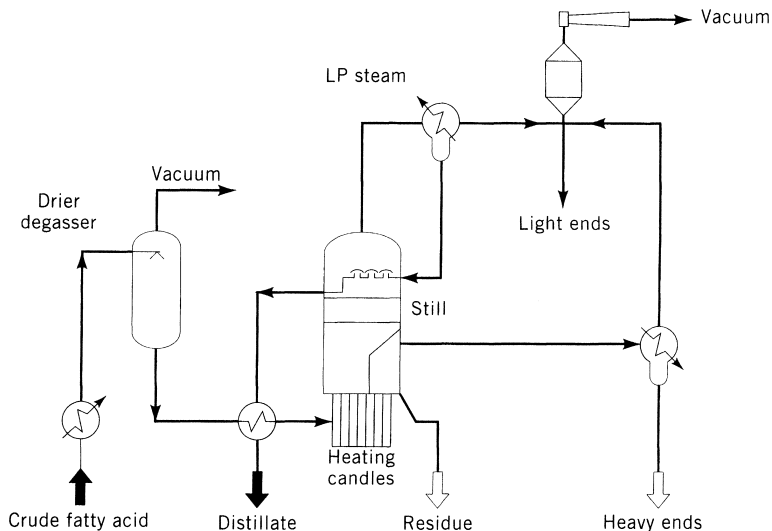 Vacuum
LP steam
Vacuum
Drier
degasser
Light ends
Still
Heating
candles
Crude fatty acid
Distillate
Residue
Heavy ends